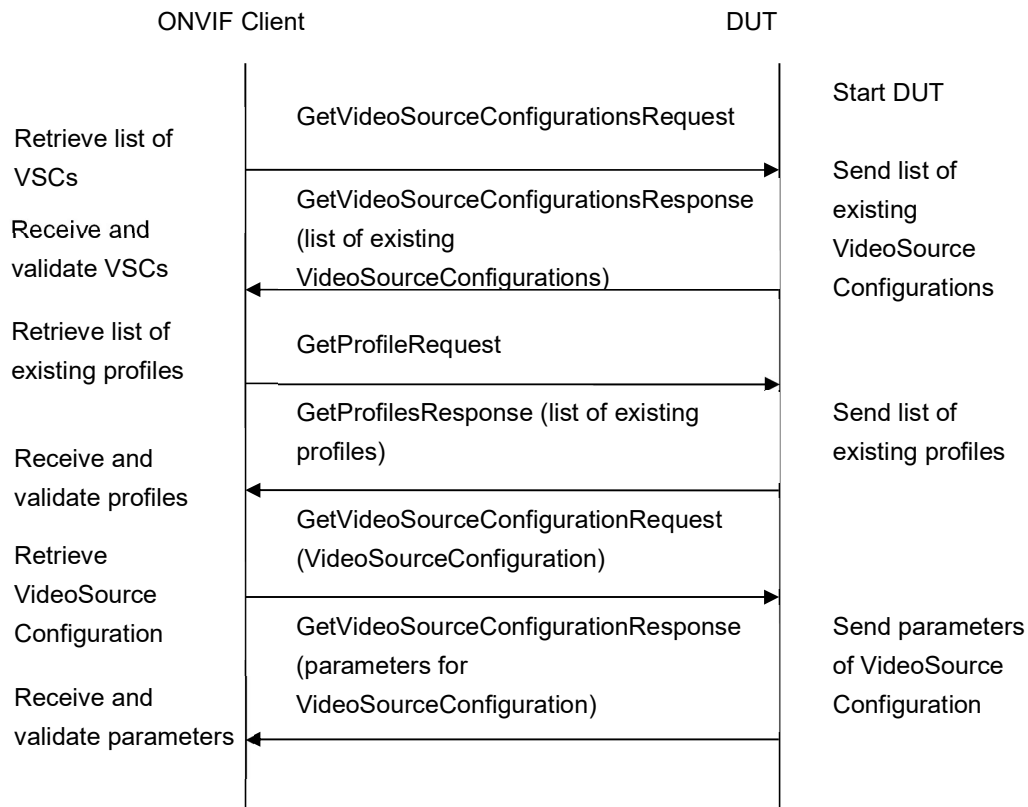 ONVIF Client
DUT
Start DUT
GetVideoSourceConfigurationsRequest
Retrieve list of
VSCs
Send list of
existing
VideoSource
Configurations
GetVideoSourceConfigurationsResponse
(list of existing
VideoSourceConfigurations)
Receive and
validate VSCs
Retrieve list of
existing profiles
GetProfileRequest
GetProfilesResponse (list of existing
profiles)
Send list of
existing profiles
Receive and
validate profiles
GetVideoSourceConfigurationRequest
(VideoSourceConfiguration)
Retrieve
VideoSource
Configuration
GetVideoSourceConfigurationResponse
(parameters for
VideoSourceConfiguration)
Send parameters
of VideoSource
Configuration
Receive and
validate parameters